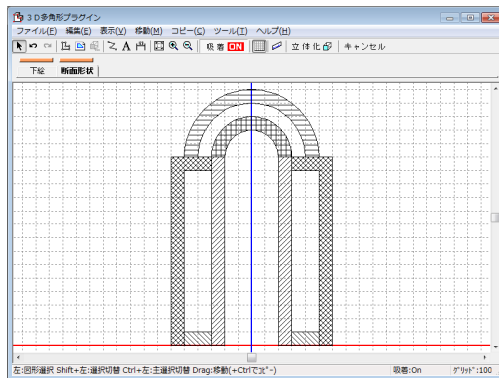 3D多角形プラグイン
ファイル(F) 編集(E) 表示(V) 移動(M) コピー(C) ツール(T) ヘルプ(H)
吸着 ON 立体化 キャンセル
下絵 断面形状
左:図形選択 Shift+左:選択切替 Ctrl+左:主選択切替 Drag:移動(+Ctrlでコピー) 吸着:On グリッド:100